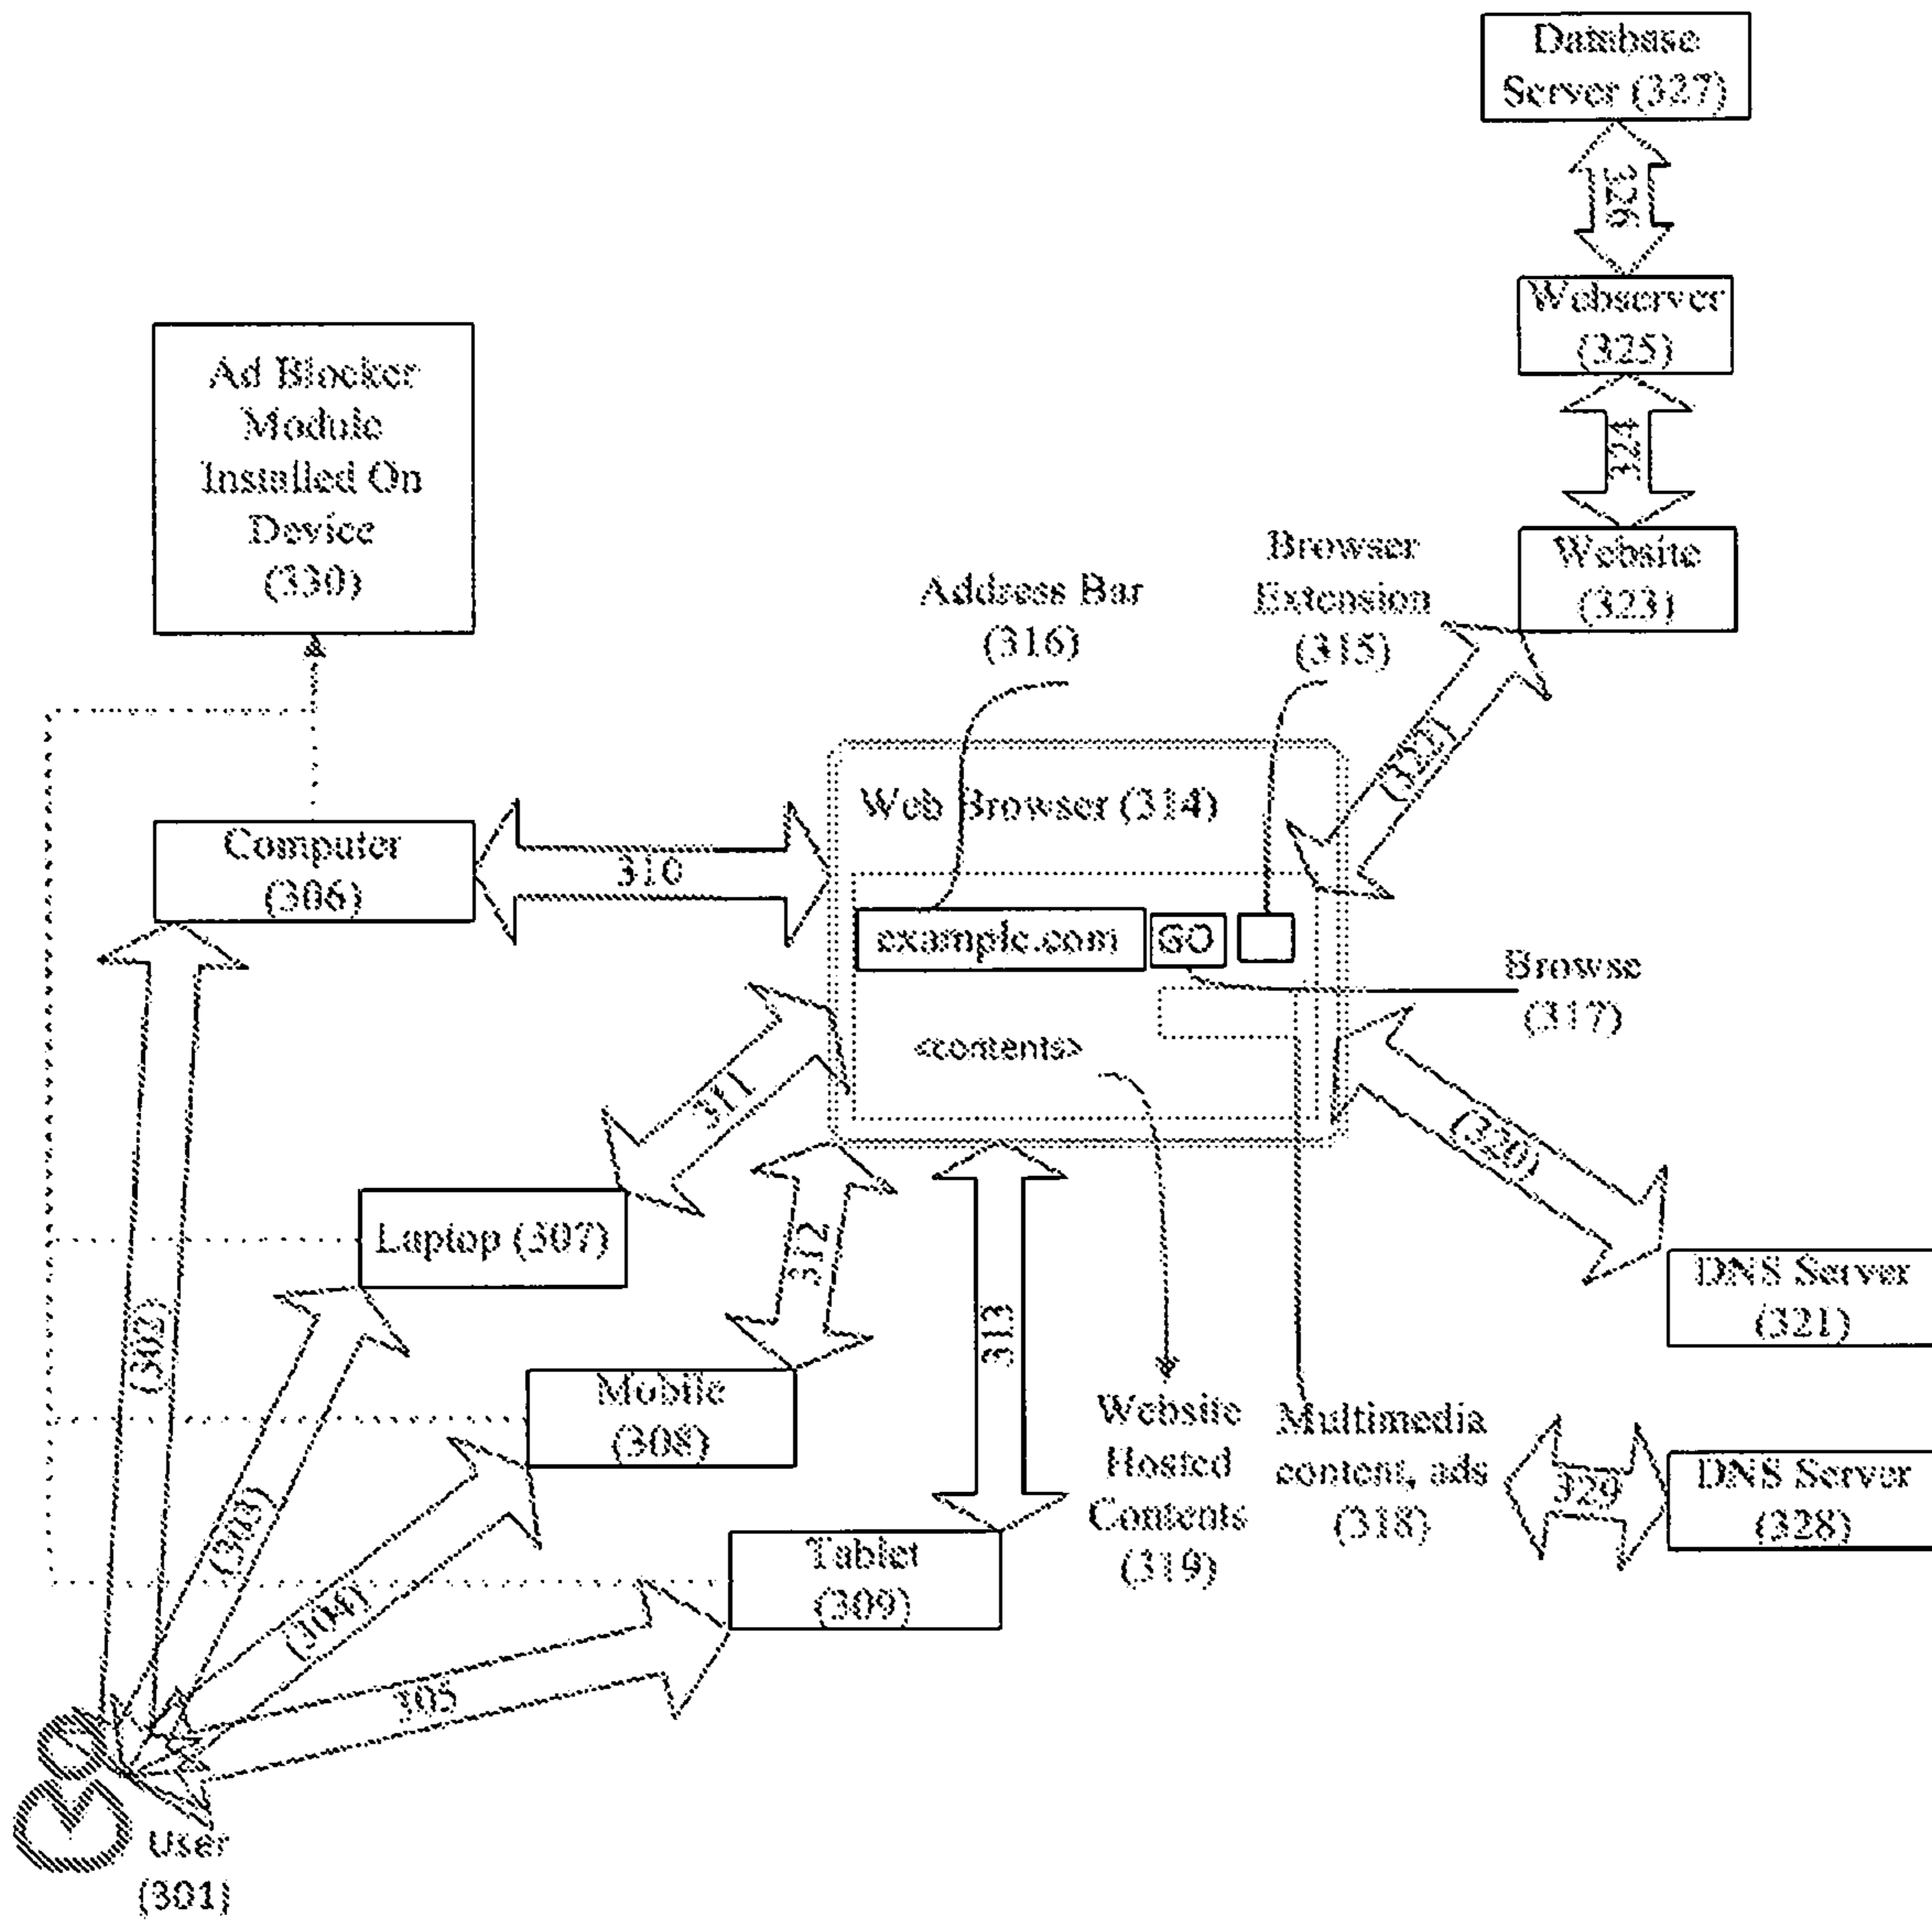 Database
Server (327)
326
Webserver
(325)
324
Website
(323)
Ad Blocker
Module
Installed On
Device
(330)
Address Bar
(316)
Browser
Extension
(315)
(322)
Web Browser (314)
Computer
(306)
310
example.com
GO
Browse
(317)
<contents>
311
(320)
Laptop (307)
312
DNS Server
(321)
(302)
313
Mobile
(308)
Website
Hosted
Contents
(319)
Multimedia
content, ads
(318)
329
DNS Server
(328)
(303)
Tablet
(309)
(304)
305
User
(301)